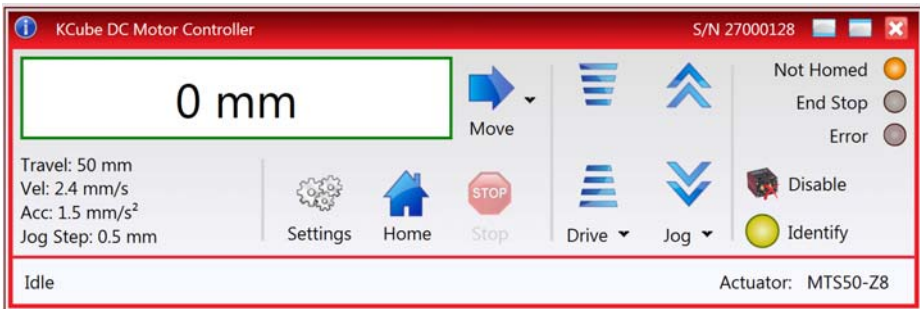 KCube DC Motor Controller
S/N 27000128
0 mm
Move
Not Homed
End Stop
Error
Travel: 50 mm
Vel: 2.4 mm/s
Acc: 1.5 mm/s²
Jog Step: 0.5 mm
Settings
Home
STOP
Stop
Drive
Jog
Disable
Identify
Idle
Actuator: MTS50-Z8